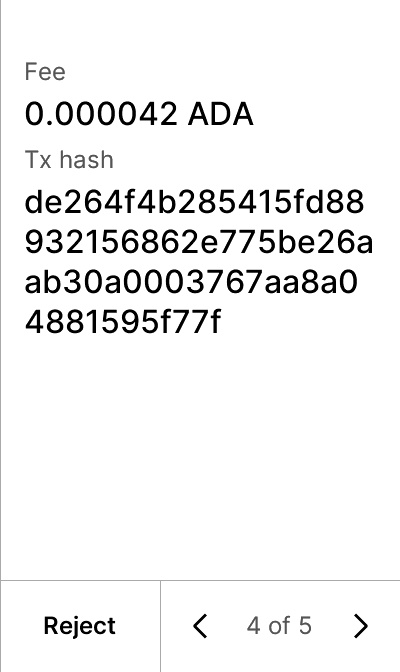 Fee
0.000042 ADA
Tx hash
de264f4b285415fd88
932156862e775be26a
ab30a0003767aa8a0
4881595f77f
Reject
4 of 5